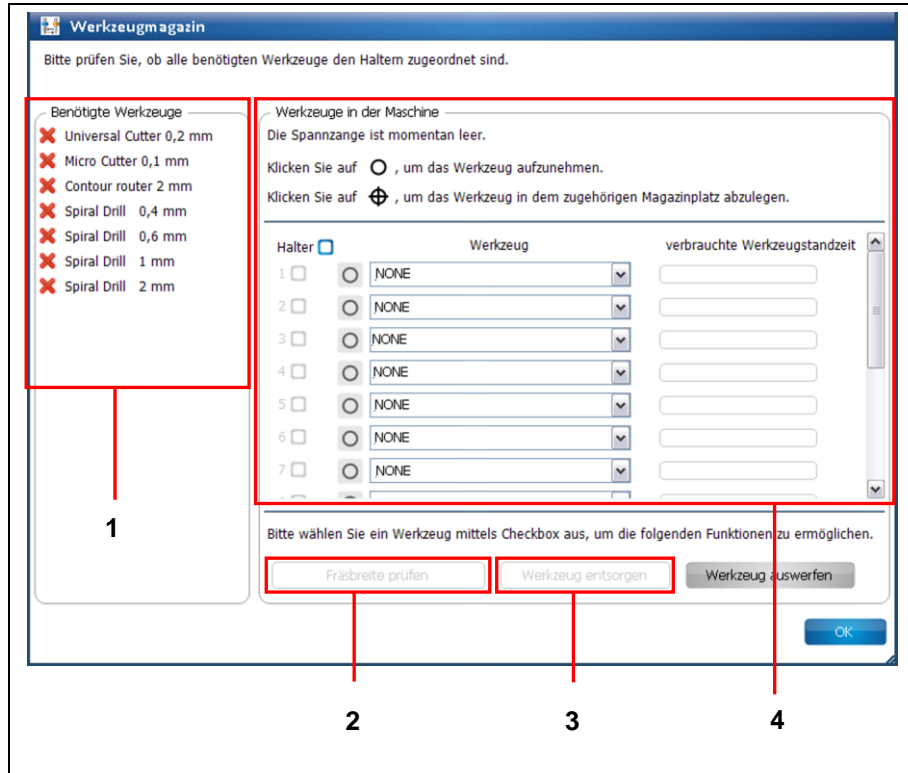 Werkzeugmagazin
Bitte prüfen Sie, ob alle benötigten Werkzeuge den Haltern zugeordnet sind.
Benötigte Werkzeuge
Universal Cutter 0,2 mm
Micro Cutter 0,1 mm
Contour router 2 mm
Spiral Drill 0,4 mm
Spiral Drill 0,6 mm
Spiral Drill 1 mm
Spiral Drill 2 mm
Werkzeuge in der Maschine
Die Spannzange ist momentan leer.
Klicken Sie auf , um das Werkzeug aufzunehmen.
Klicken Sie auf , um das Werkzeug in dem zugehörigen Magazinplatz abzulegen.
Halter Werkzeug verbrauchte Werkzeugstandzeit
1 NONE
2 NONE
3 NONE
4 NONE
5 NONE
6 NONE
7 NONE
Bitte wählen Sie ein Werkzeug mittels Checkbox aus, um die folgenden Funktionen zu ermöglichen.
Fräsbreite prüfen Werkzeug entsorgen Werkzeug auswerfen
OK
1
2 3 4